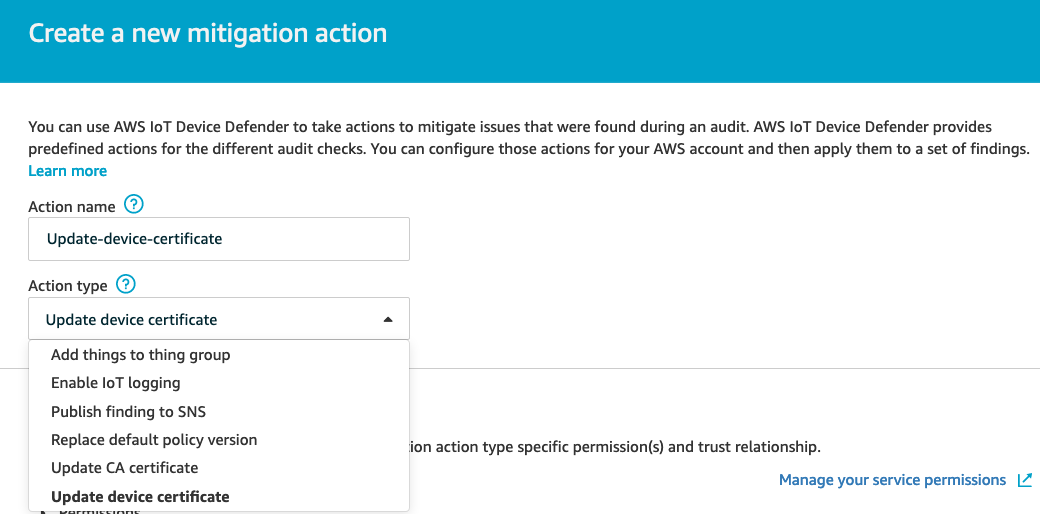 Create a new mitigation action
You can use AWS IoT Device Defender to take actions to mitigate issues that were found during an audit. AWS IoT Device Defender provides
predefined actions for the different audit checks. You can configure those actions for your AWS account and then apply them to a set of findings.
Learn more
Action name ?
Update-device-certificate
Action type ?
Update device certificate
Add things to thing group
Enable IoT logging
Publish finding to SNS
Replace default policy version
ion action type specific permission(s) and trust relationship.
Update CA certificate
Manage your service permissions
Update device certificate
Permissions